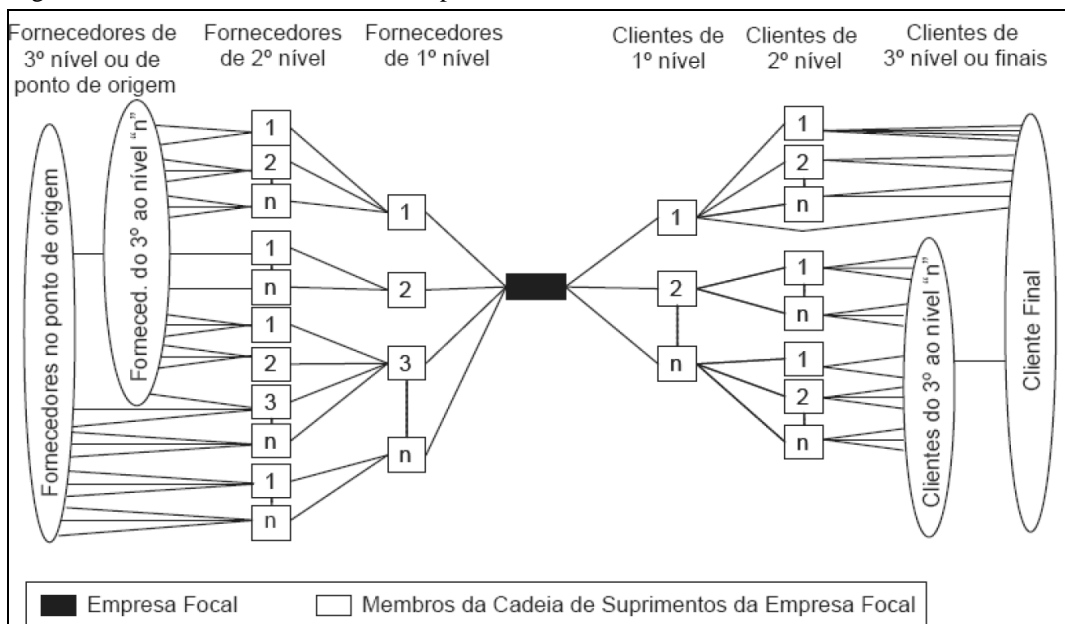 Fornecedores de
3º nível ou de
ponto de origem
Fornecedores
de 2º nível
Fornecedores
de 1º nível
Clientes de
1º nível
Clientes de
2º nível
Clientes de
3º nível ou finais
Fornecedores no ponto de origem
Forneced. do 3º ao nível "n"
1
2
n
1
n
1
2
3
n
1
n
1
2
3
n
1
2
n
1
2
n
1
n
1
2
n
Clientes do 3º ao nível "n"
Cliente Final
Empresa Focal
Membros da Cadeia de Suprimentos da Empresa Focal